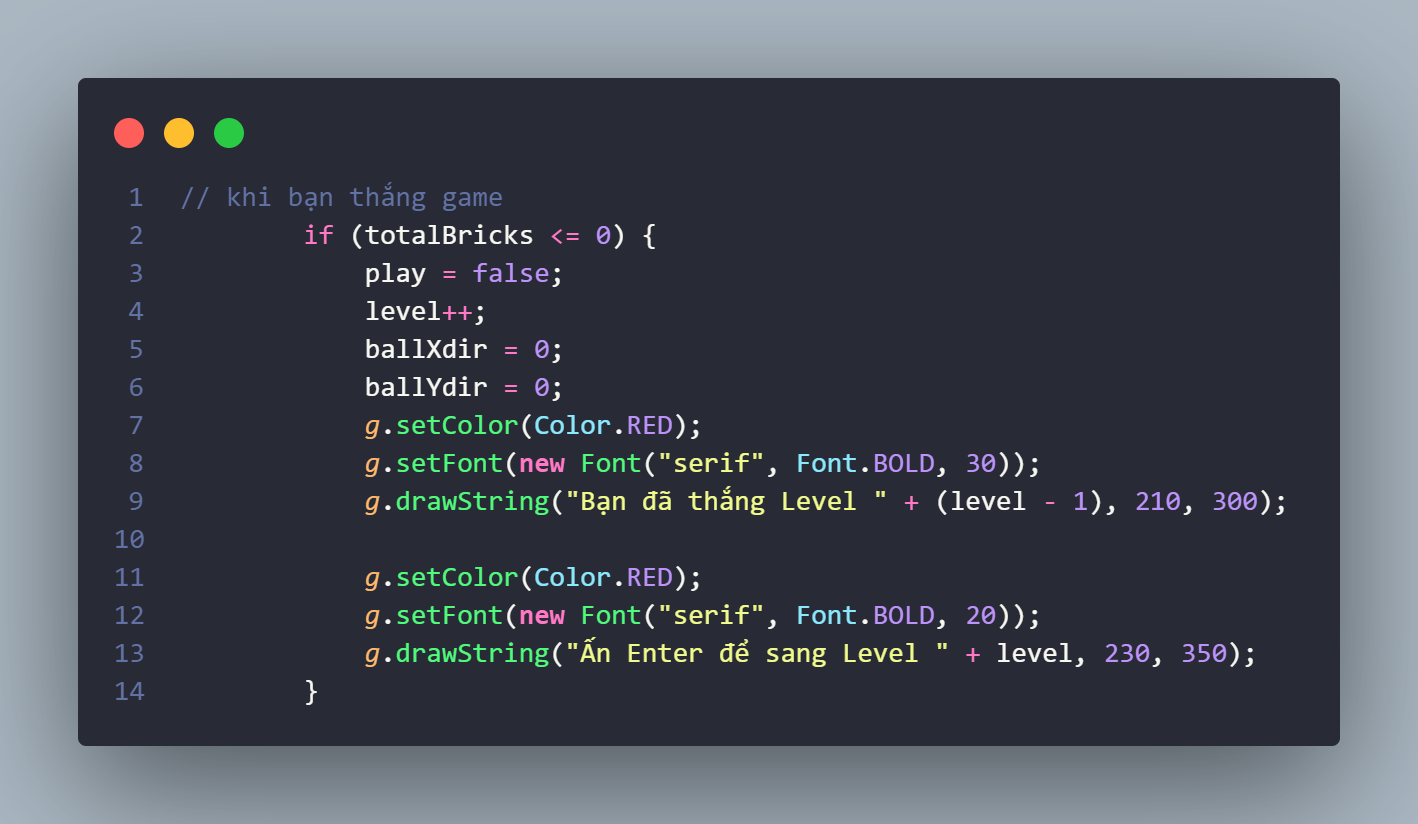 1 // khi bạn thắng game
2         if (totalBricks <= 0) {
3             play = false;
4             level++;
5             ballXdir = 0;
6             ballYdir = 0;
7             g.setColor(Color.RED);
8             g.setFont(new Font("serif", Font.BOLD, 30));
9             g.drawString("Bạn đã thắng Level " + (level - 1), 210, 300);
10
11             g.setColor(Color.RED);
12             g.setFont(new Font("serif", Font.BOLD, 20));
13             g.drawString("Ấn Enter để sang Level " + level, 230, 350);
14         }